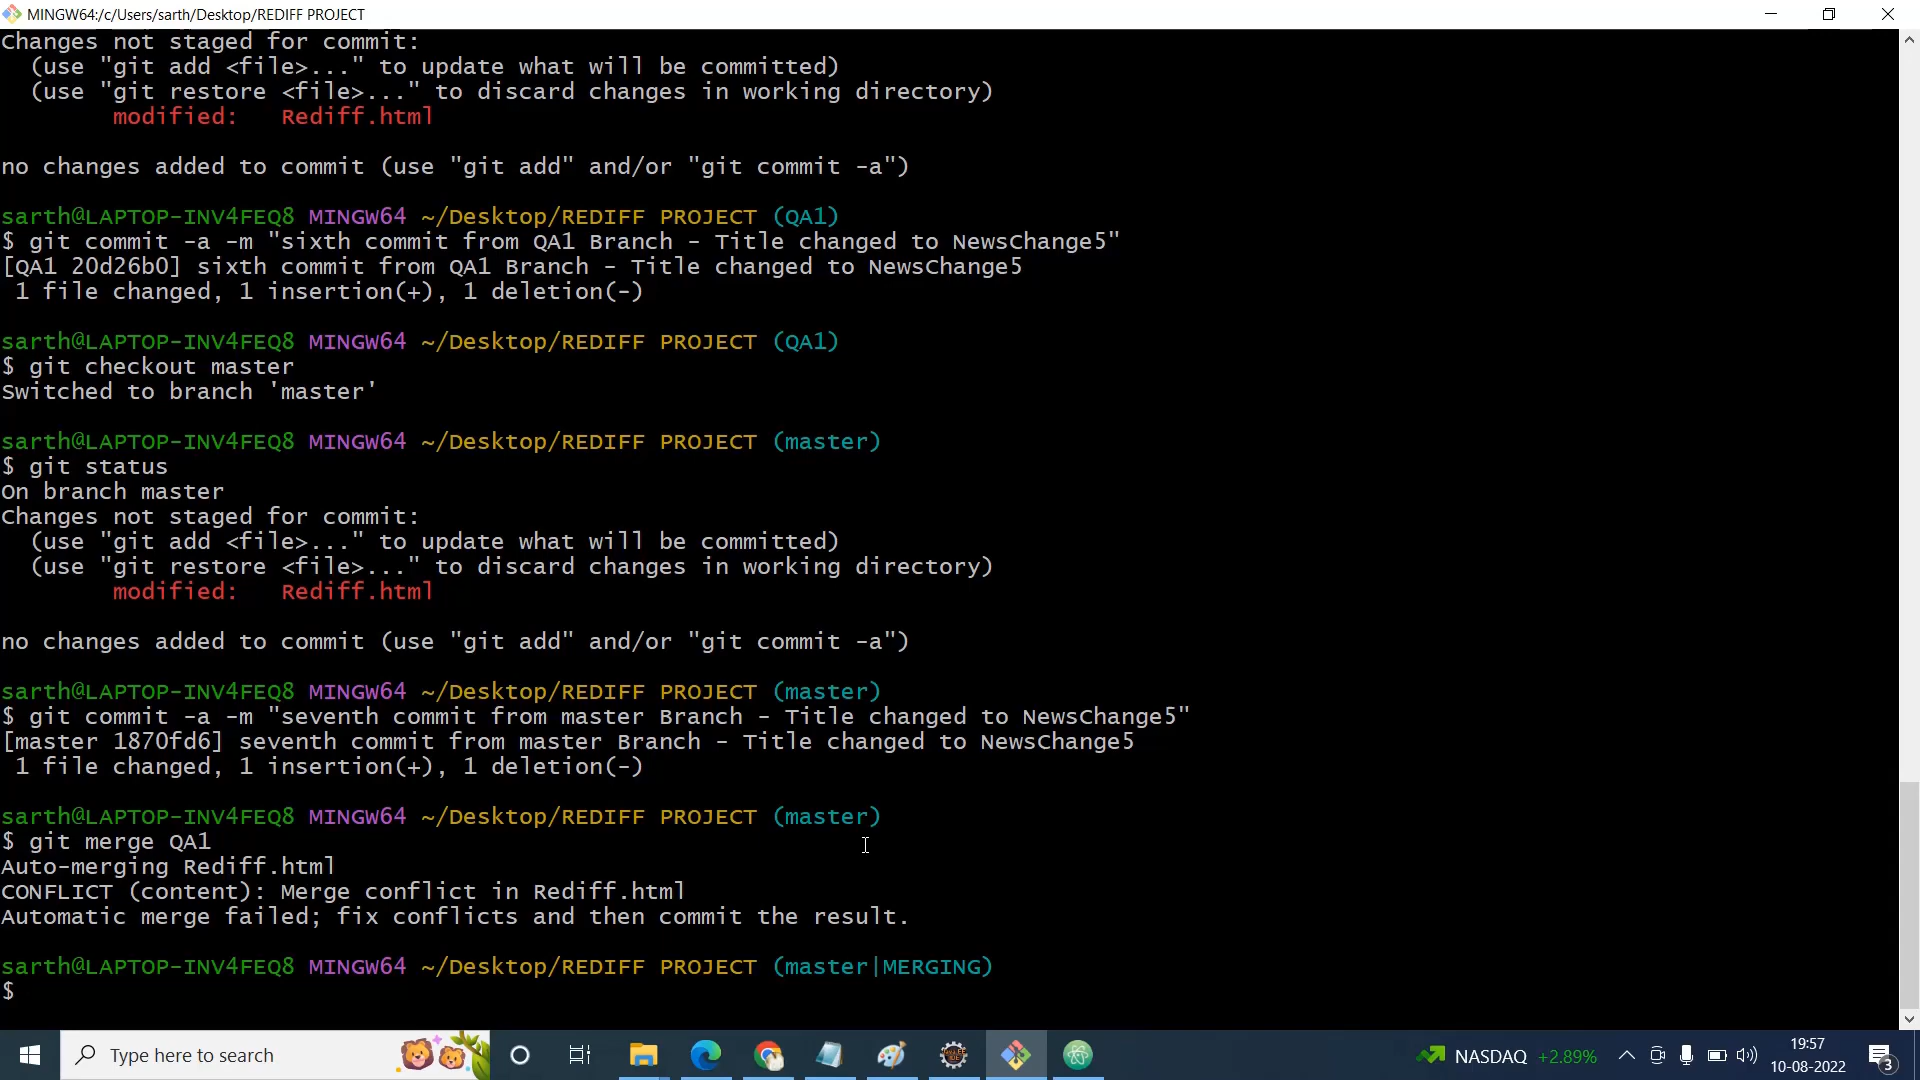 MINGW64:/c/Users/sarth/Desktop/REDIFF PROJECT
Changes not staged for commit:
  (use "git add <file>..." to update what will be committed)
  (use "git restore <file>..." to discard changes in working directory)
        modified:   Rediff.html
no changes added to commit (use "git add" and/or "git commit -a")
sarth@LAPTOP-INV4FEQ8 MINGW64 ~/Desktop/REDIFF PROJECT (QA1)
$ git commit -a -m "sixth commit from QA1 Branch - Title changed to NewsChange5"
[QA1 20d26b0] sixth commit from QA1 Branch - Title changed to NewsChange5
 1 file changed, 1 insertion(+), 1 deletion(-)
sarth@LAPTOP-INV4FEQ8 MINGW64 ~/Desktop/REDIFF PROJECT (QA1)
$ git checkout master
Switched to branch 'master'
sarth@LAPTOP-INV4FEQ8 MINGW64 ~/Desktop/REDIFF PROJECT (master)
$ git status
On branch master
Changes not staged for commit:
  (use "git add <file>..." to update what will be committed)
  (use "git restore <file>..." to discard changes in working directory)
        modified:   Rediff.html
no changes added to commit (use "git add" and/or "git commit -a")
sarth@LAPTOP-INV4FEQ8 MINGW64 ~/Desktop/REDIFF PROJECT (master)
$ git commit -a -m "seventh commit from master Branch - Title changed to NewsChange5"
[master 1870fd6] seventh commit from master Branch - Title changed to NewsChange5
 1 file changed, 1 insertion(+), 1 deletion(-)
sarth@LAPTOP-INV4FEQ8 MINGW64 ~/Desktop/REDIFF PROJECT (master)
$ git merge QA1
Auto-merging Rediff.html
CONFLICT (content): Merge conflict in Rediff.html
Automatic merge failed; fix conflicts and then commit the result.
sarth@LAPTOP-INV4FEQ8 MINGW64 ~/Desktop/REDIFF PROJECT (master|MERGING)
$
Type here to search
NASDAQ +2.89%
19:57
10-08-2022
3